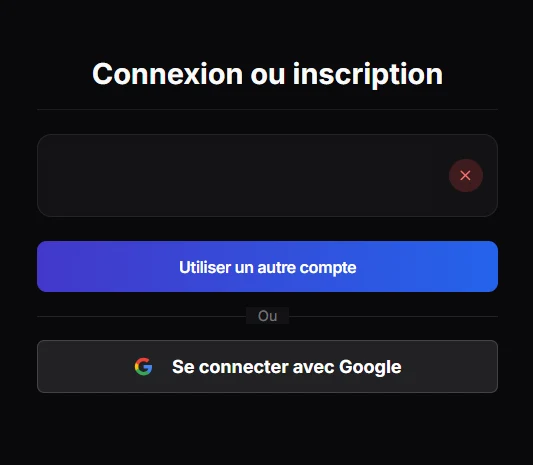 Connexion ou inscription
Utiliser un autre compte
Ou
Se connecter avec Google